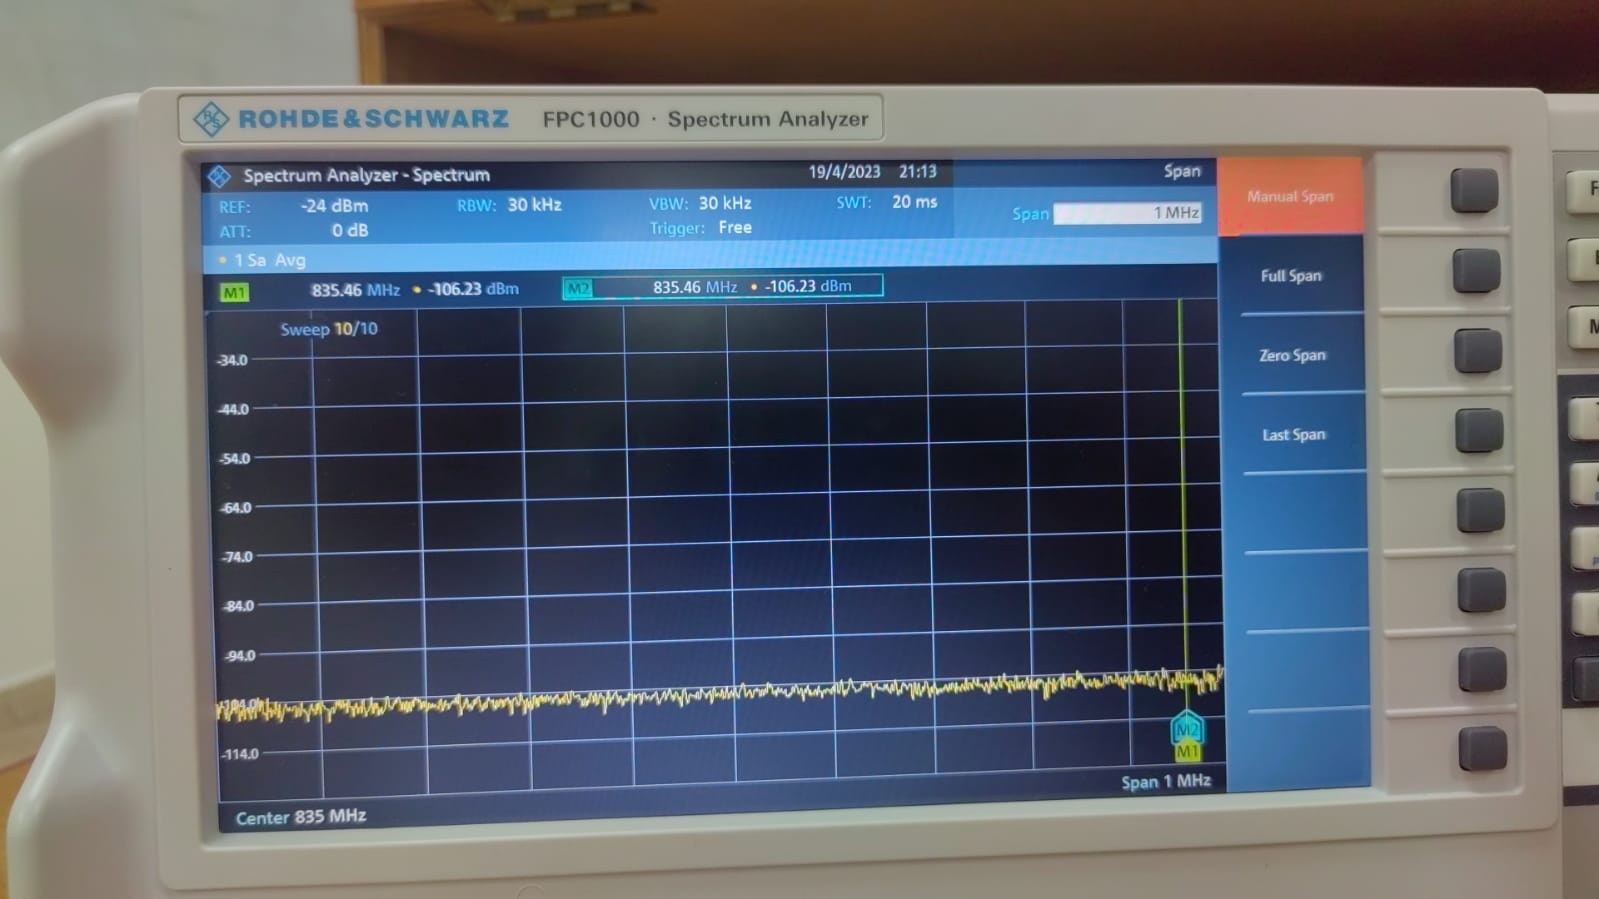 ROHDE & SCHWARZ FPC1000 · Spectrum Analyzer
Spectrum Analyzer - Spectrum 19/4/2023 21:13 Span
REF: -24 dBm RBW: 30 kHz VBW: 30 kHz SWT: 20 ms
Span 1 MHz
ATT: 0 dB Trigger: Free
1 Sa Avg
M1 835.46 MHz -106.23 dBm M2 835.46 MHz -106.23 dBm
Sweep 10/10
-34.0
-44.0
-54.0
-64.0
-74.0
-84.0
-94.0
-104.0
-114.0
M2
M1
Span 1 MHz
Center 835 MHz
Manual Span
Full Span
Zero Span
Last Span